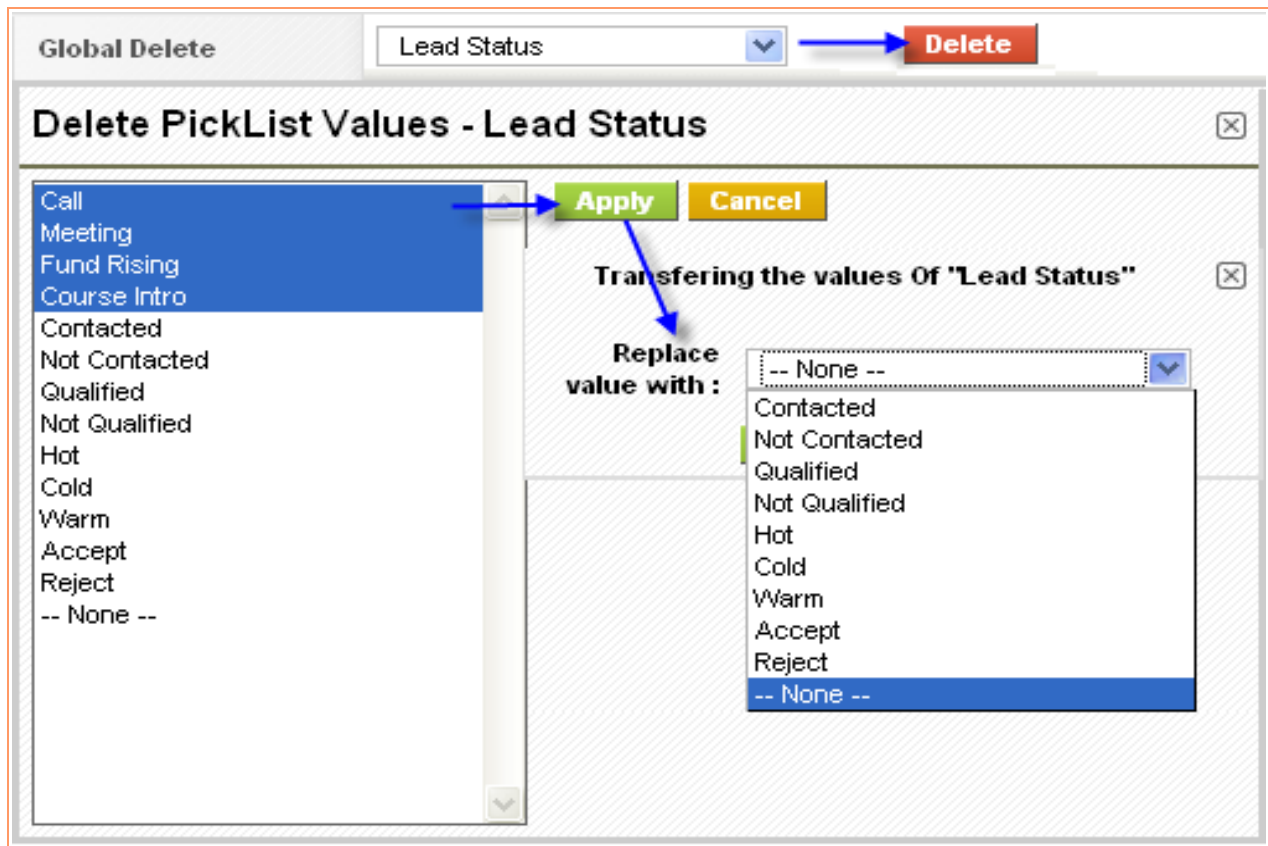 Global Delete
Lead Status
Delete
Delete PickList Values - Lead Status
Call
Meeting
Fund Rising
Course Intro
Contacted
Not Contacted
Qualified
Not Qualified
Hot
Cold
Warm
Accept
Reject
-- None --
Apply
Cancel
Transfering the values Of "Lead Status"
Replace
value with :
-- None --
Contacted
Not Contacted
Qualified
Not Qualified
Hot
Cold
Warm
Accept
Reject
-- None --